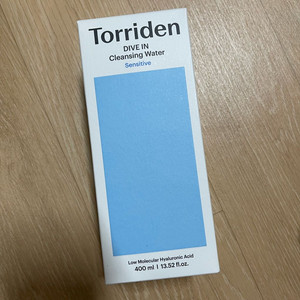 Torriden
DIVE IN
Cleansing Water
Sensitive
Low Molecular Hyaluronic Acid
400 ml | 13.52 fl.oz.